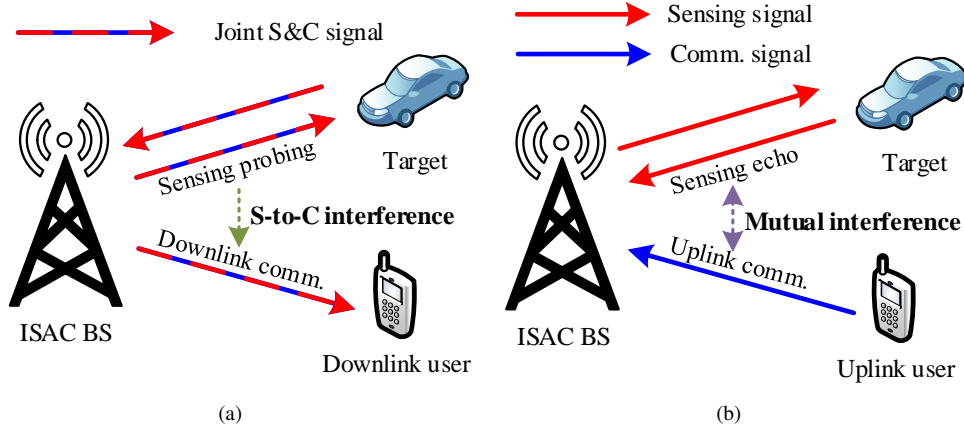 Joint S&C signal
Target
Sensing probing
S-to-C interference
Downlink comm.
ISAC BS
Downlink user
(a)
Sensing signal
Comm. signal
Target
Sensing echo
Mutual interference
Uplink comm.
ISAC BS
Uplink user
(b)